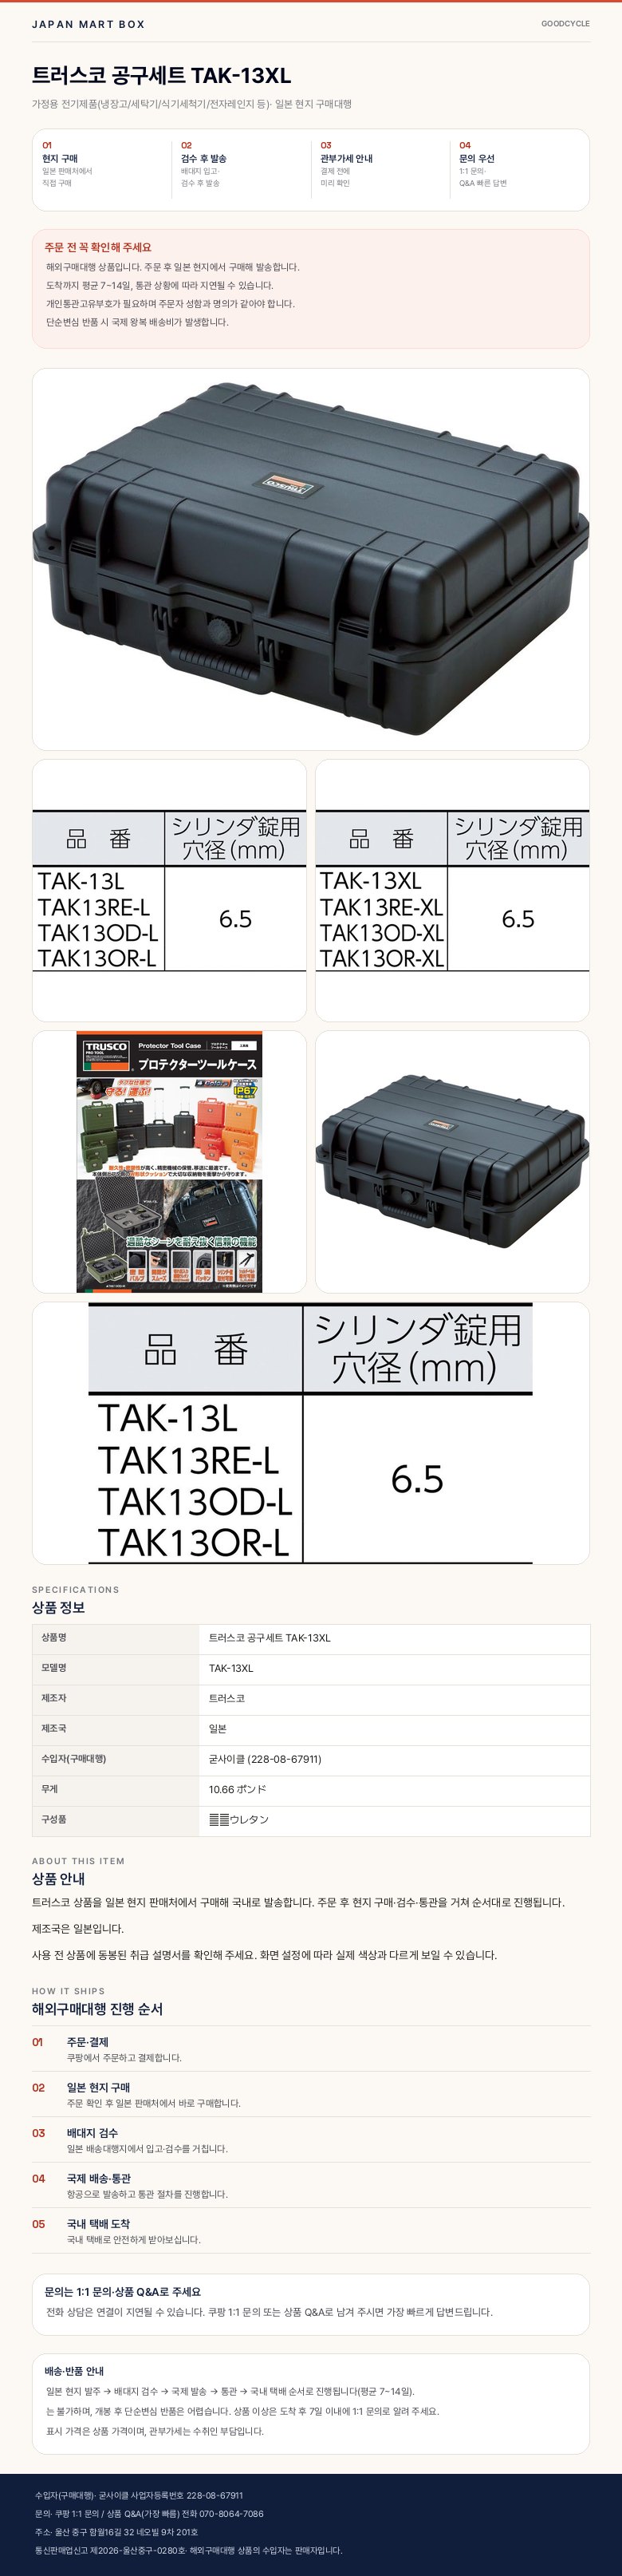 JAPAN MART BOX
GOODCYCLE
트러스코 공구세트 TAK-13XL
가정용 전기제품(냉장고/세탁기/식기세척기/전자레인지 등)· 일본 현지 구매대행
01
현지 구매
일본 판매처에서
직접 구매
02
검수 후 발송
배대지 입고·
검수 후 발송
03
관부가세 안내
결제 전에
미리 확인
04
문의 우선
1:1 문의·
Q&A 빠른 답변
주문 전 꼭 확인해 주세요
해외구매대행 상품입니다. 주문 후 일본 현지에서 구매해 발송합니다.
도착까지 평균 7~14일, 통관 상황에 따라 지연될 수 있습니다.
개인통관고유부호가 필요하며 주문자 성함과 명의가 같아야 합니다.
단순변심 반품 시 국제 왕복 배송비가 발생합니다.
TRUSCO
品 番
シリンダ錠用
穴径(mm)
TAK-13L
TAK13RE-L
TAK13OD-L
TAK13OR-L
6.5
品 番
シリンダ錠用
穴径(mm)
TAK-13XL
TAK13RE-XL
TAK13OD-XL
TAK13OR-XL
6.5
TRUSCO
PRO TOOL
Protector Tool Case
プロテクターツールケース
守る! 運ぶ!
IP67
過酷なシーンを耐え抜く信頼の機能
品 番
シリンダ錠用
穴径(mm)
TAK-13L
TAK13RE-L
TAK13OD-L
TAK13OR-L
6.5
SPECIFICATIONS
상품 정보
상품명
트러스코 공구세트 TAK-13XL
모델명
TAK-13XL
제조자
트러스코
제조국
일본
수입자(구매대행)
굳사이클 (228-08-67911)
무게
10.66 ポンド
구성품
ウレタン
ABOUT THIS ITEM
상품 안내
트러스코 상품을 일본 현지 판매처에서 구매해 국내로 발송합니다. 주문 후 현지 구매·검수·통관을 거쳐 순서대로 진행됩니다.
제조국은 일본입니다.
사용 전 상품에 동봉된 취급 설명서를 확인해 주세요. 화면 설정에 따라 실제 색상과 다르게 보일 수 있습니다.
HOW IT SHIPS
해외구매대행 진행 순서
01
주문·결제
쿠팡에서 주문하고 결제합니다.
02
일본 현지 구매
주문 확인 후 일본 판매처에서 바로 구매합니다.
03
배대지 검수
일본 배송대행지에서 입고·검수를 거칩니다.
04
국제 배송·통관
항공으로 발송하고 통관 절차를 진행합니다.
05
국내 택배 도착
국내 택배로 안전하게 받아보십니다.
문의는 1:1 문의·상품 Q&A로 주세요
전화 상담은 연결이 지연될 수 있습니다. 쿠팡 1:1 문의 또는 상품 Q&A로 남겨 주시면 가장 빠르게 답변드립니다.
배송·반품 안내
일본 현지 발주 → 배대지 검수 → 국제 발송 → 통관 → 국내 택배 순서로 진행됩니다(평균 7~14일).
는 불가하며, 개봉 후 단순변심 반품은 어렵습니다. 상품 이상은 도착 후 7일 이내에 1:1 문의로 알려 주세요.
표시 가격은 상품 가격이며, 관부가세는 수취인 부담입니다.
수입자(구매대행)· 굳사이클 사업자등록번호 228-08-67911
문의· 쿠팡 1:1 문의 / 상품 Q&A(가장 빠름) 전화 070-8064-7086
주소· 울산 중구 함월16길 32 네오빌 9차 201호
통신판매업신고 제2026-울산중구-0280호· 해외구매대행 상품의 수입자는 판매자입니다.